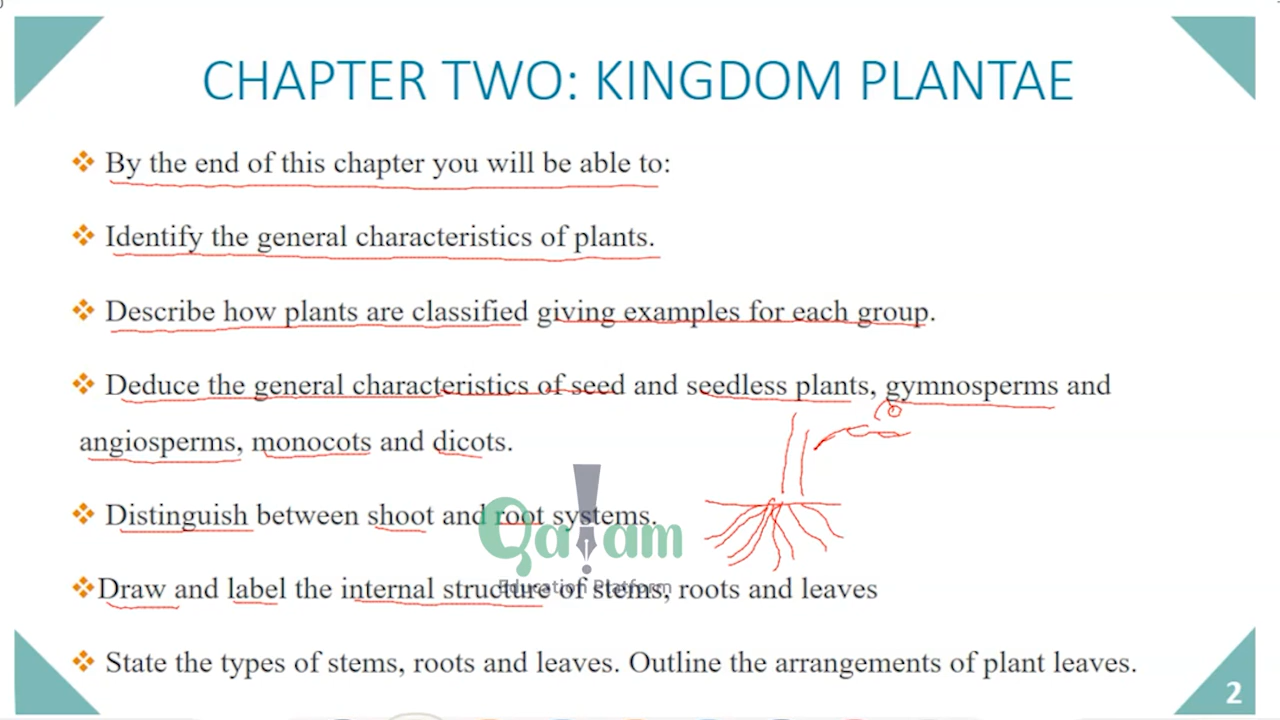 CHAPTER TWO: KINGDOM PLANTAE
By the end of this chapter you will be able to:
Identify the general characteristics of plants.
Describe how plants are classified giving examples for each group.
Deduce the general characteristics of seed and seedless plants, gymnosperms and
angiosperms, monocots and dicots.
Distinguish between shoot and root systems.
Qalam
Education Platform
Draw and label the internal structure of stems, roots and leaves
State the types of stems, roots and leaves. Outline the arrangements of plant leaves.
2